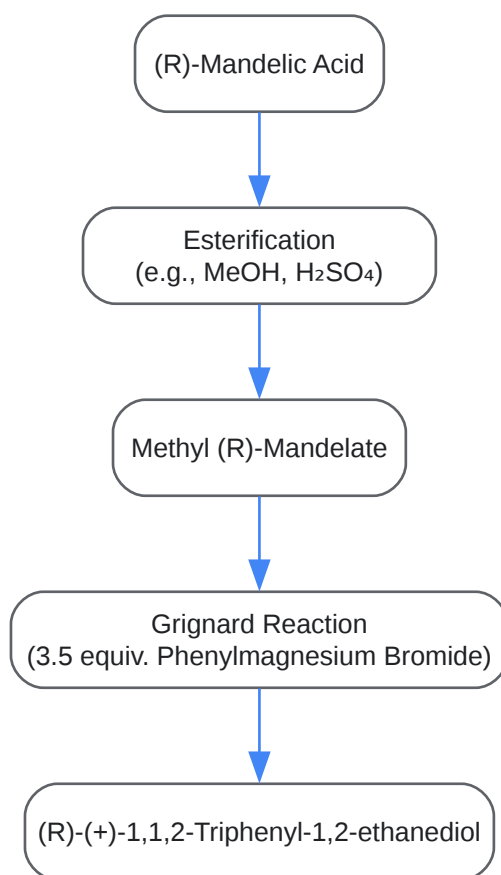 (R)-Mandelic Acid
Esterification
(e.g., MeOH, H₂SO₄)
Methyl (R)-Mandelate
Grignard Reaction
(3.5 equiv. Phenylmagnesium Bromide)
(R)-(+)-1,1,2-Triphenyl-1,2-ethanediol